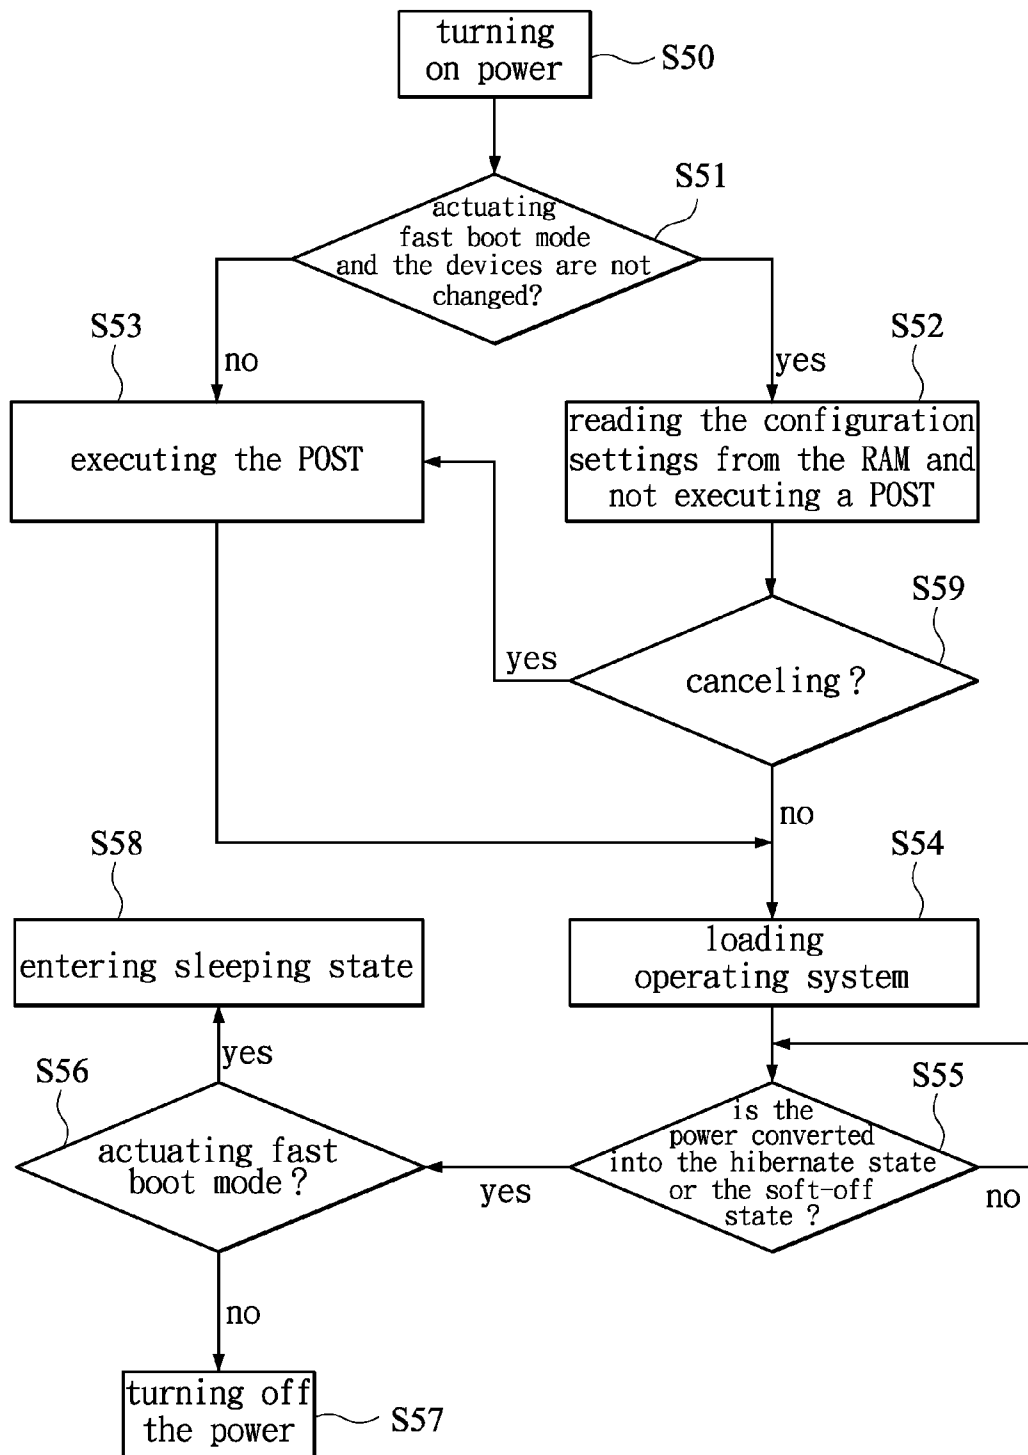 turning
on power
S50
S51
actuating
fast boot mode
and the devices are not
changed?
S53
no
S52
yes
executing the POST
reading the configuration
settings from the RAM and
not executing a POST
S59
yes
canceling?
no
S58
S54
entering sleeping state
loading
operating system
yes
S56
S55
actuating fast
boot mode?
is the
power converted
into the hibernate state
or the soft-off
state ?
yes
no
no
turning off
the power
S57